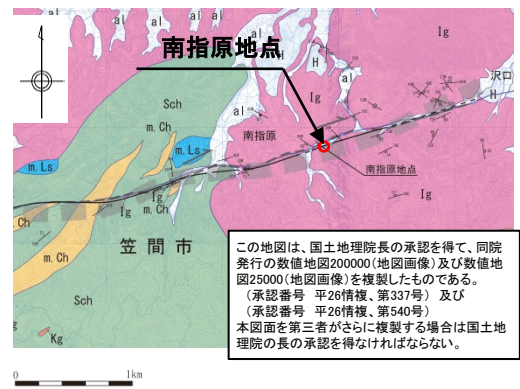 南指原地点
al
al
H
H
al
Ig
沢口
H
Sch
al
Ig
m. Ch
南指原
m. Ls
南指原地点
m. Ls
Ig
m. Ch
Ig
Ch
笠間市
m. Ch
Sch
Kg
この地図は、国土地理院長の承認を得て、同院
発行の数値地図200000(地図画像)及び数値地
図25000(地図画像)を複製したものである。
(承認番号 平26情複、第337号) 及び
(承認番号 平26情複、第540号)
本図面を第三者がさらに複製する場合は国土地
理院の長の承認を得なければならない。
0 1km